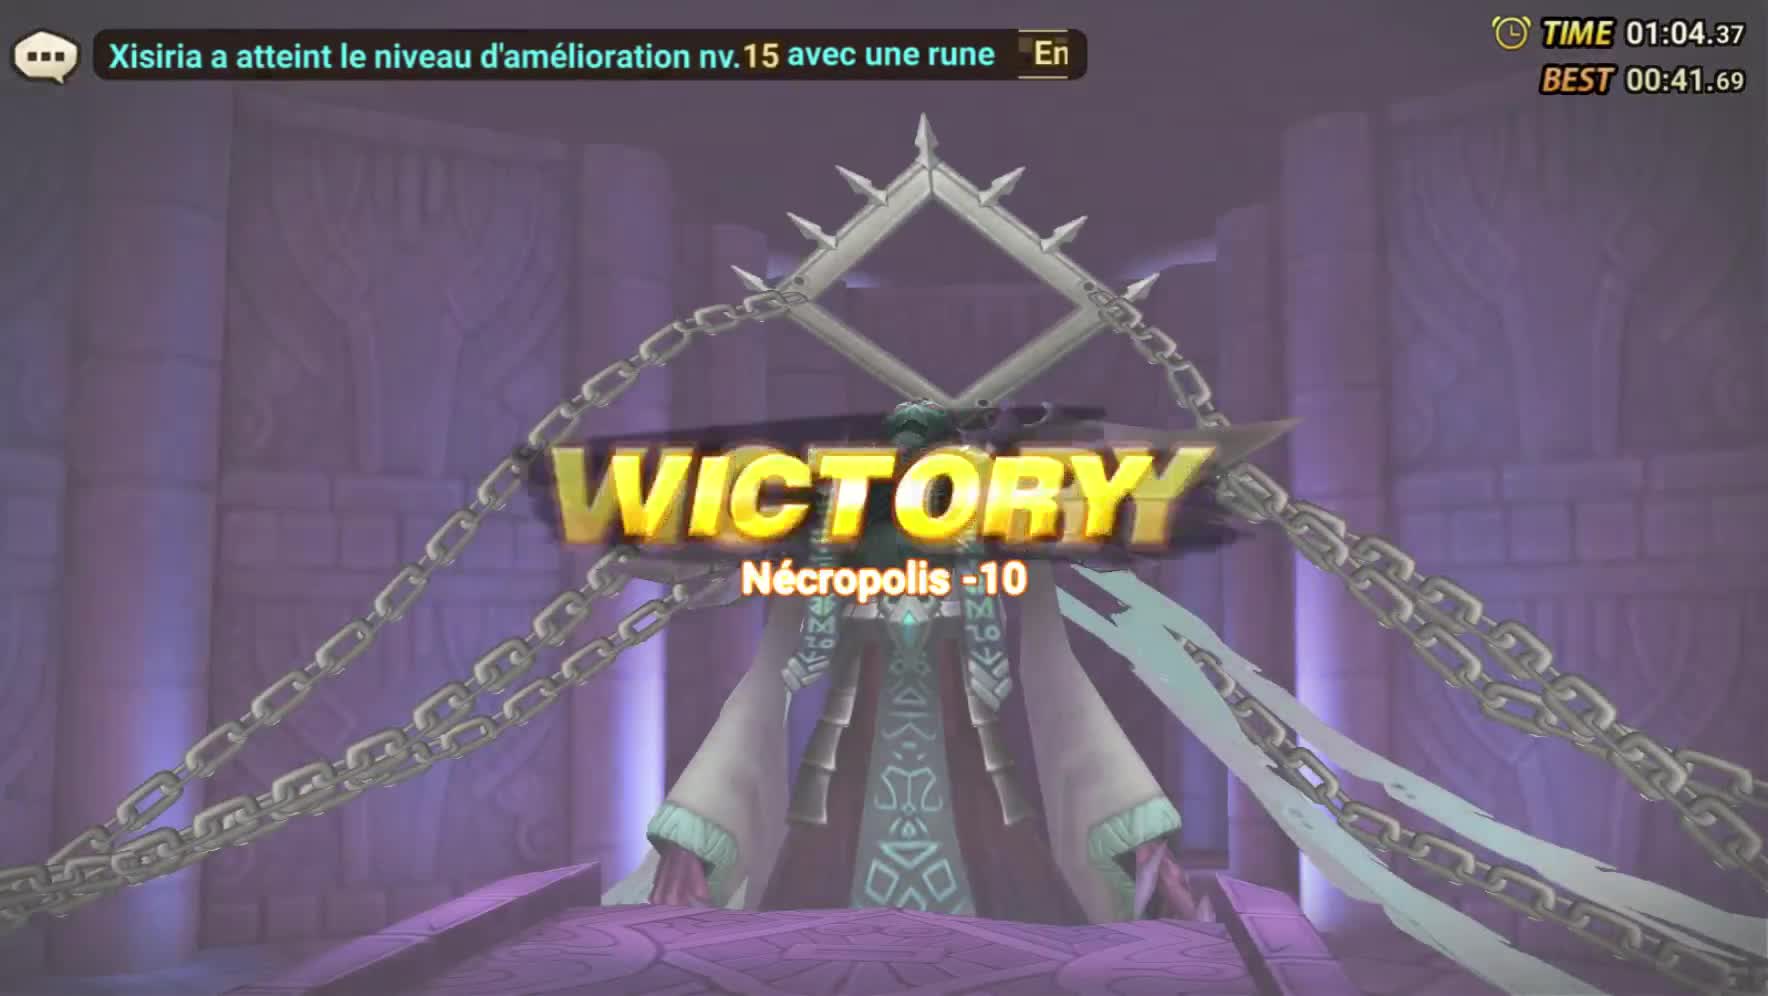 Xisiria a atteint le niveau d'amélioration nv.15 avec une rune En
TIME 01:04.37
BEST 00:41.69
VICTORY
Nécropolis -10